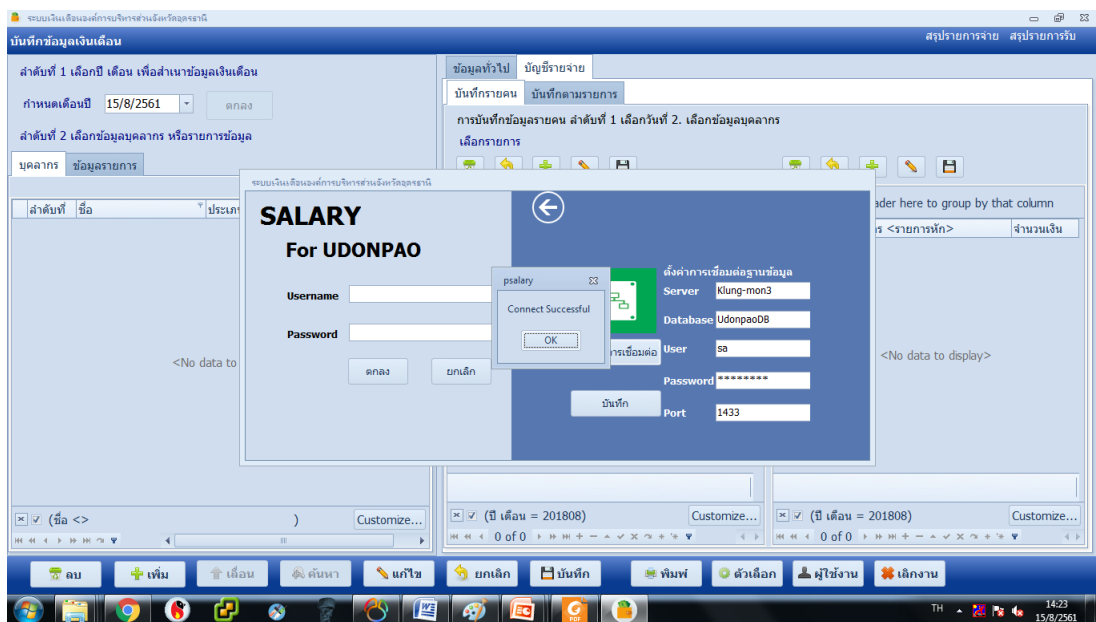 ระบบเงินเดือนองค์การบริหารส่วนจังหวัดอุดรธานี
บันทึกข้อมูลเงินเดือน
สรุปรายการจ่าย สรุปรายการรับ
ลำดับที่ 1 เลือกปี เดือน เพื่อสำเนาข้อมูลเงินเดือน
กำหนดเดือนปี 15/8/2561 ตกลง
ลำดับที่ 2 เลือกข้อมูลบุคลากร หรือรายการข้อมูล
บุคลากร ข้อมูลรายการ
ลำดับที่ ชื่อ ประเภ
<No data to
ข้อมูลทั่วไป บัญชีรายจ่าย
บันทึกรายคน บันทึกตามรายการ
การบันทึกข้อมูลรายคน ลำดับที่ 1 เลือกวันที่ 2. เลือกข้อมูลบุคลากร
เลือกรายการ
ader here to group by that column
ร <รายการหัก> จำนวนเงิน
<No data to display>
ระบบเงินเดือนองค์การบริหารส่วนจังหวัดอุดรธานี
SALARY
For UDONPAO
Username
Password
ตกลง ยกเลิก
psalary
Connect Successful
OK
ตั้งค่าการเชื่อมต่อฐานข้อมูล
Server Klung-mon3
Database UdonpaoDB
ารเชื่อมต่อ User sa
Password ********
บันทึก
Port 1433
(ชื่อ <> ) Customize...
(ปี เดือน = 201808) Customize...
0 of 0
(ปี เดือน = 201808) Customize...
0 of 0
ลบ เพิ่ม เลื่อน ค้นหา แก้ไข ยกเลิก บันทึก พิมพ์ ตัวเลือก ผู้ใช้งาน เลิกงาน
TH 14:23
15/8/2561